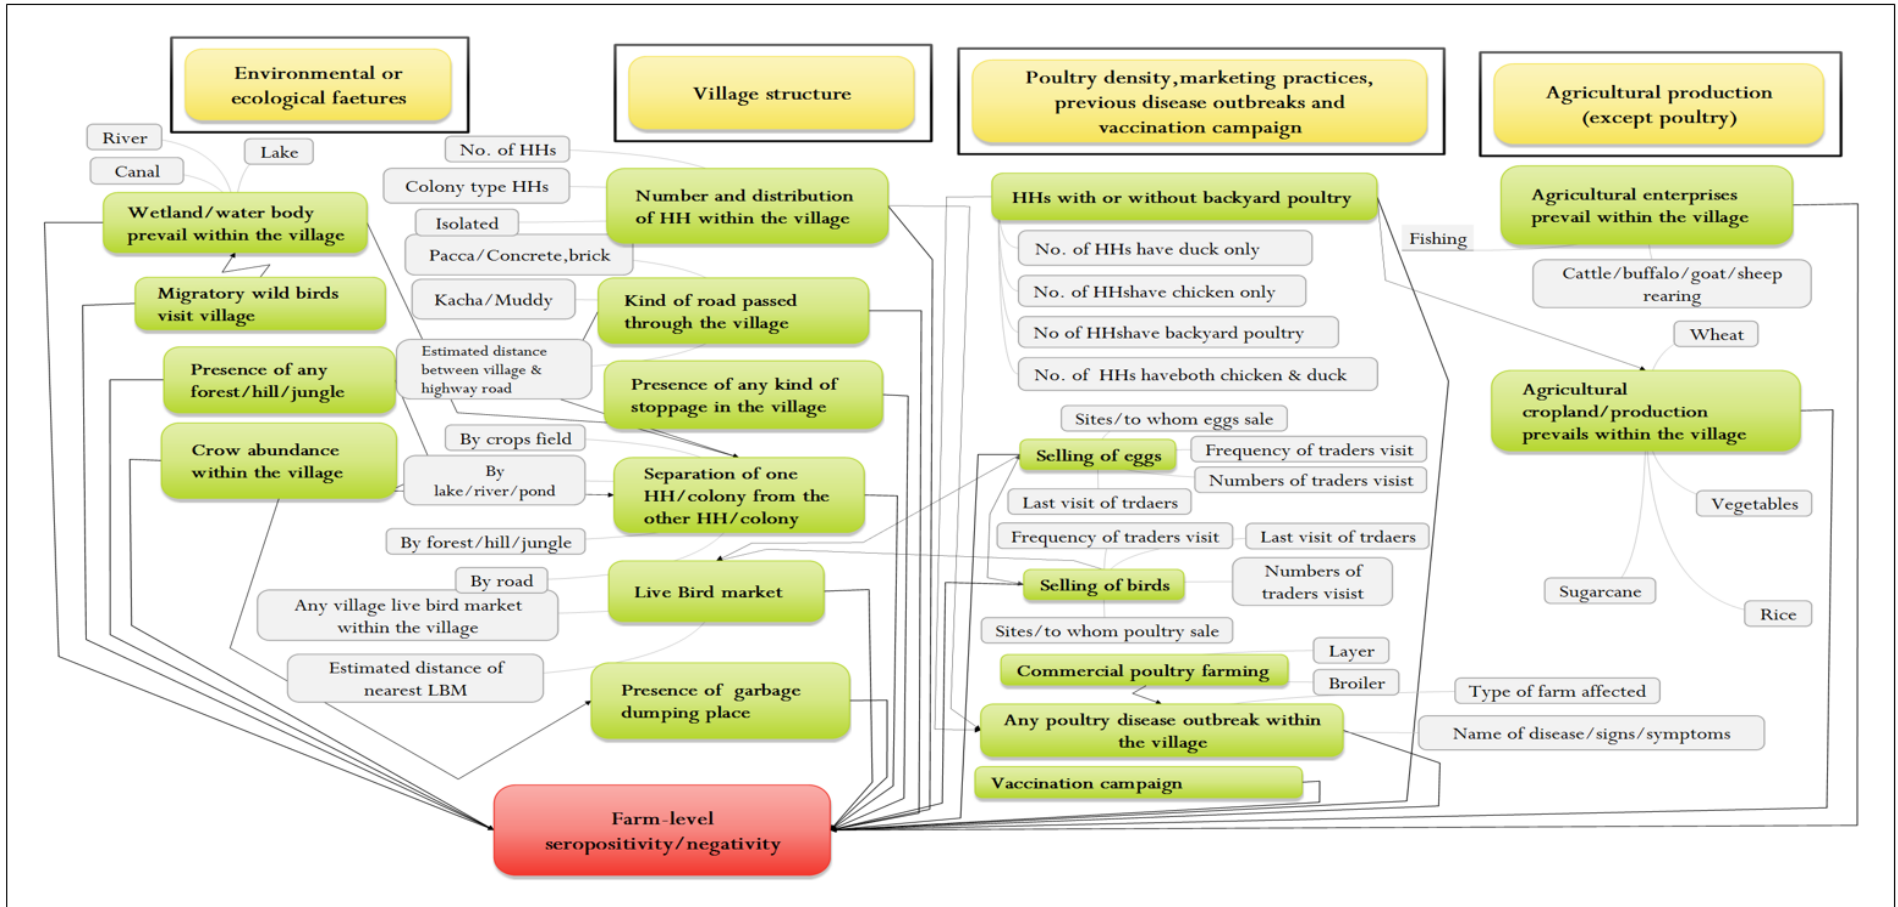 Environmental or
ecological faetures
Village structure
Poultry density,marketing practices,
previous disease outbreaks and
vaccination campaign
Agricultural production
(except poultry)
River
Lake
Canal
Wetland/water body
prevail within the village
Migratory wild birds
visit village
Presence of any
forest/hill/jungle
Crow abundance
within the village
No. of HHs
Colony type HHs
Isolated
Pacca/Concrete,brick
Kacha/Muddy
Estimated distance
between village &
highway road
By crops field
By
lake/river/pond
By forest/hill/jungle
By road
Any village live bird market
within the village
Estimated distance of
nearest LBM
Number and distribution
of HH within the village
Kind of road passed
through the village
Presence of any kind of
stoppage in the village
Separation of one
HH/colony from the
other HH/colony
Live Bird market
Presence of garbage
dumping place
HHs with or without backyard poultry
No. of HHs have duck only
No. of HHshave chicken only
No of HHshave backyard poultry
No. of HHs haveboth chicken & duck
Sites/to whom eggs sale
Selling of eggs
Frequency of traders visit
Numbers of traders visist
Last visit of trdaers
Frequency of traders visit
Last visit of trdaers
Selling of birds
Numbers of
traders visist
Sites/to whom poultry sale
Commercial poultry farming
Layer
Broiler
Any poultry disease outbreak within
the village
Type of farm affected
Name of disease/signs/symptoms
Vaccination campaign
Agricultural enterprises
prevail within the village
Fishing
Cattle/buffalo/goat/sheep
rearing
Wheat
Agricultural
cropland/production
prevails within the village
Vegetables
Sugarcane
Rice
Farm-level
seropositivity/negativity